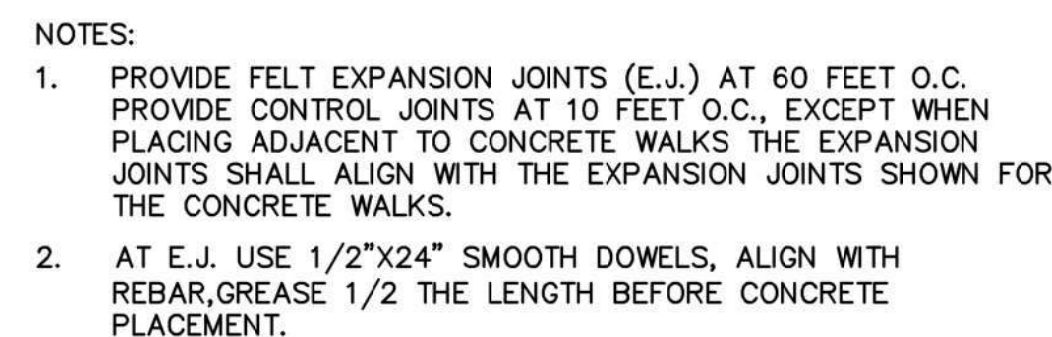 NOTES:
1. PROVIDE FELT EXPANSION JOINTS (E.J.) AT 60 FEET O.C.
PROVIDE CONTROL JOINTS AT 10 FEET O.C., EXCEPT WHEN
PLACING ADJACENT TO CONCRETE WALKS THE EXPANSION
JOINTS SHALL ALIGN WITH THE EXPANSION JOINTS SHOWN FOR
THE CONCRETE WALKS.
2. AT E.J. USE 1/2"X24" SMOOTH DOWELS, ALIGN WITH
REBAR,GREASE 1/2 THE LENGTH BEFORE CONCRETE
PLACEMENT.